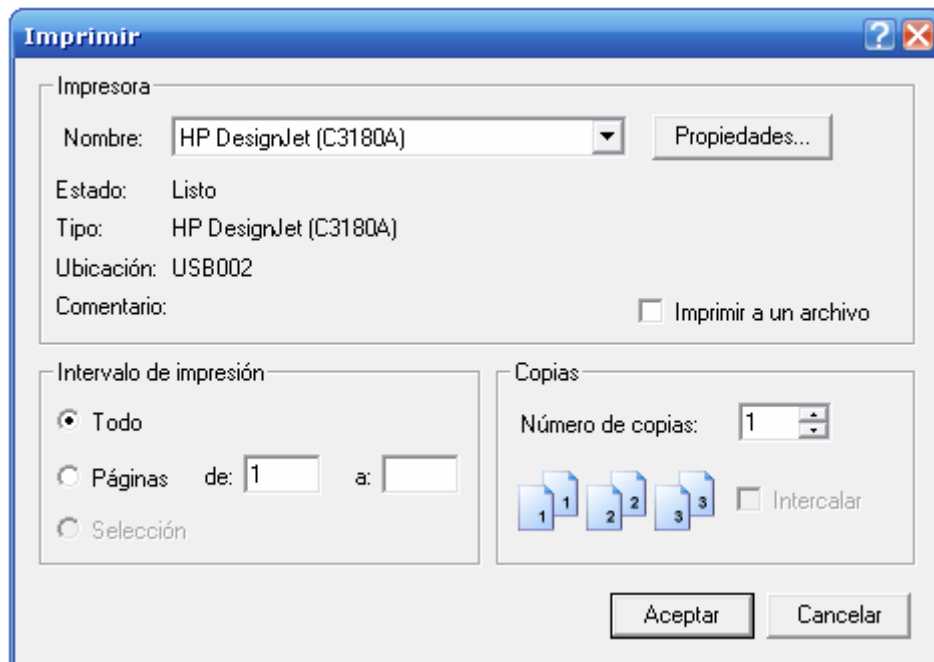 Imprimir
Impresora
Nombre: HP DesignJet (C3180A) Propiedades...
Estado: Listo
Tipo: HP DesignJet (C3180A)
Ubicación: USB002
Comentario: Imprimir a un archivo
Intervalo de impresión
Todo
Páginas de: 1 a:
Selección
Copias
Número de copias: 1
1 1 2 2 3 3 Intercalar
Aceptar Cancelar